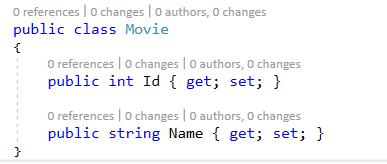 0 references | 0 changes | 0 authors, 0 changes
public class Movie
{
0 references | 0 changes | 0 authors, 0 changes
public int Id { get; set; }
0 references | 0 changes | 0 authors, 0 changes
public string Name { get; set; }
}